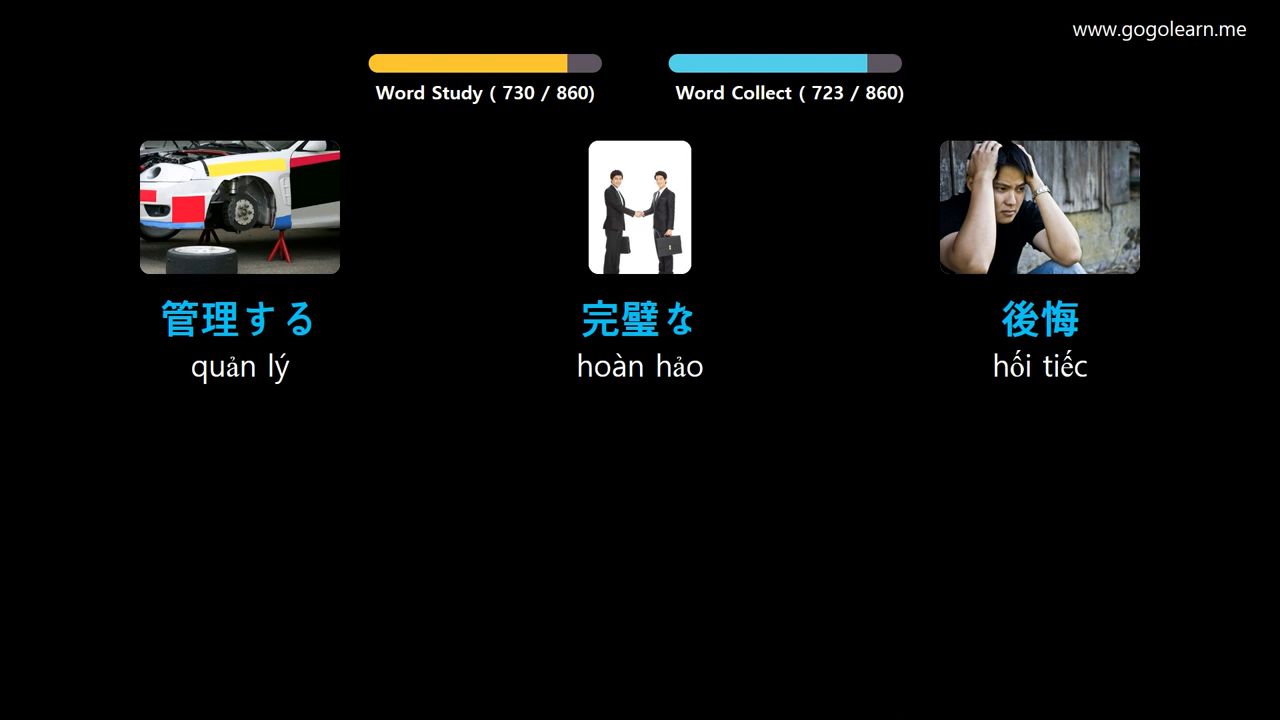 www.gogolearn.me
Word Study ( 730 / 860)
Word Collect ( 723 / 860)
管理する
quản lý
完璧な
hoàn hảo
後悔
hối tiếc